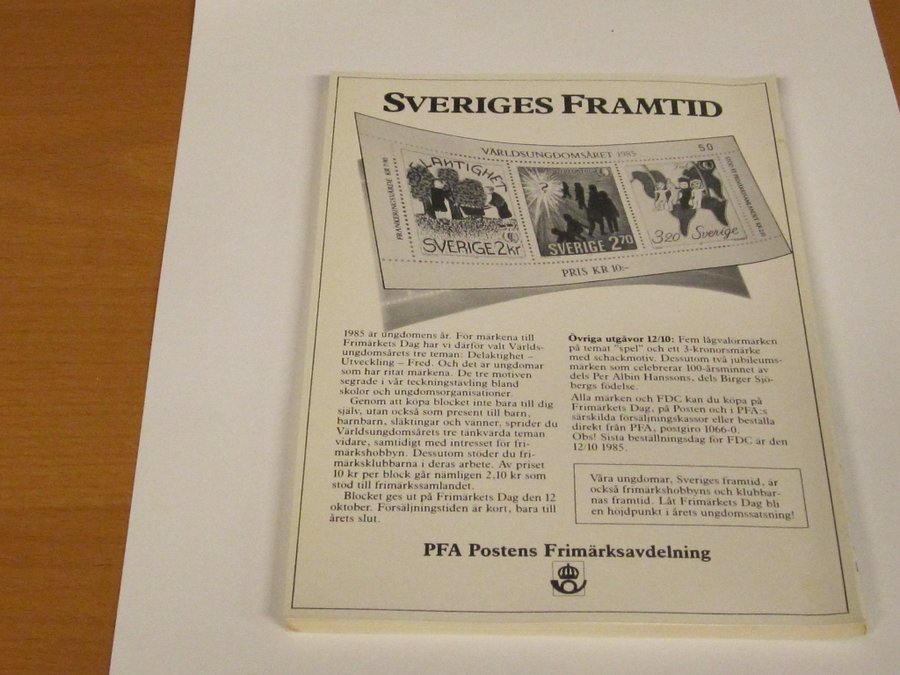 SVERIGES FRAMTID
VÄRLDSUNGDOMSÅRET 1985
50
FRANKERINGSVÄRDE KR 7.90
LAKTIGHET
SVERIGE 2 kr
?
SVERIGE 2 70
3 20 Sverige
PRIS KR 10:-
1985 är ungdomens år. För märkena till
Frimärkets Dag har vi därför valt Världs-
ungdomsårets tre teman: Delaktighet –
Utveckling – Fred. Och det är ungdomar
som har ritat märkena. De tre motiven
segrade i vår teckningstävling bland
skolor och ungdomsorganisationer.
Genom att köpa blocket inte bara till dig
själv, utan också som present till barn,
barnbarn, släktingar och vänner, sprider du
Världsungdomsårets tre tänkvärda teman
vidare, samtidigt med intresset för fri-
märkshobbyn. Dessutom stöder du fri-
märksklubbarna i deras arbete. Av priset
10 kr per block går nämligen 2.10 kr som
stöd till frimärkssamlandet.
Blocket ges ut på Frimärkets Dag den 12
oktober. Försäljningstiden är kort, bara till
årets slut.
Övriga utgåvor 12/10: Fem lågvalörmärken
på temat "spel" och ett 3-kronorsmärke
med schackmotiv. Dessutom två jubileums-
märken som celebrerar 100-årsminnet av
dels Per Albin Hanssons, dels Birger Sjö-
bergs födelse.
Alla märken och FDC kan du köpa på
Frimärkets Dag, på Posten och i PFA:s
särskilda försäljningskassor eller beställa
direkt från PFA, postgiro 1066-0.
Obs! Sista beställningsdag för FDC är den
12/10 1985.
Våra ungdomar, Sveriges framtid, är
också frimärkshobbyns och klubbar-
nas framtid. Låt Frimärkets Dag bli
en höjdpunkt i årets ungdomssatsning!
PFA Postens Frimärksavdelning